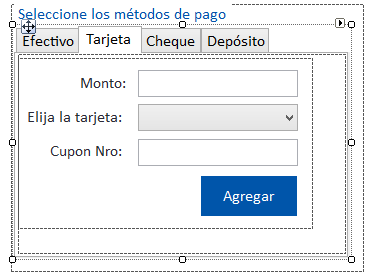 Seleccione los métodos de pago
Efectivo Tarjeta Cheque Depósito
Monto:
Elija la tarjeta:
Cupon Nro:
Agregar